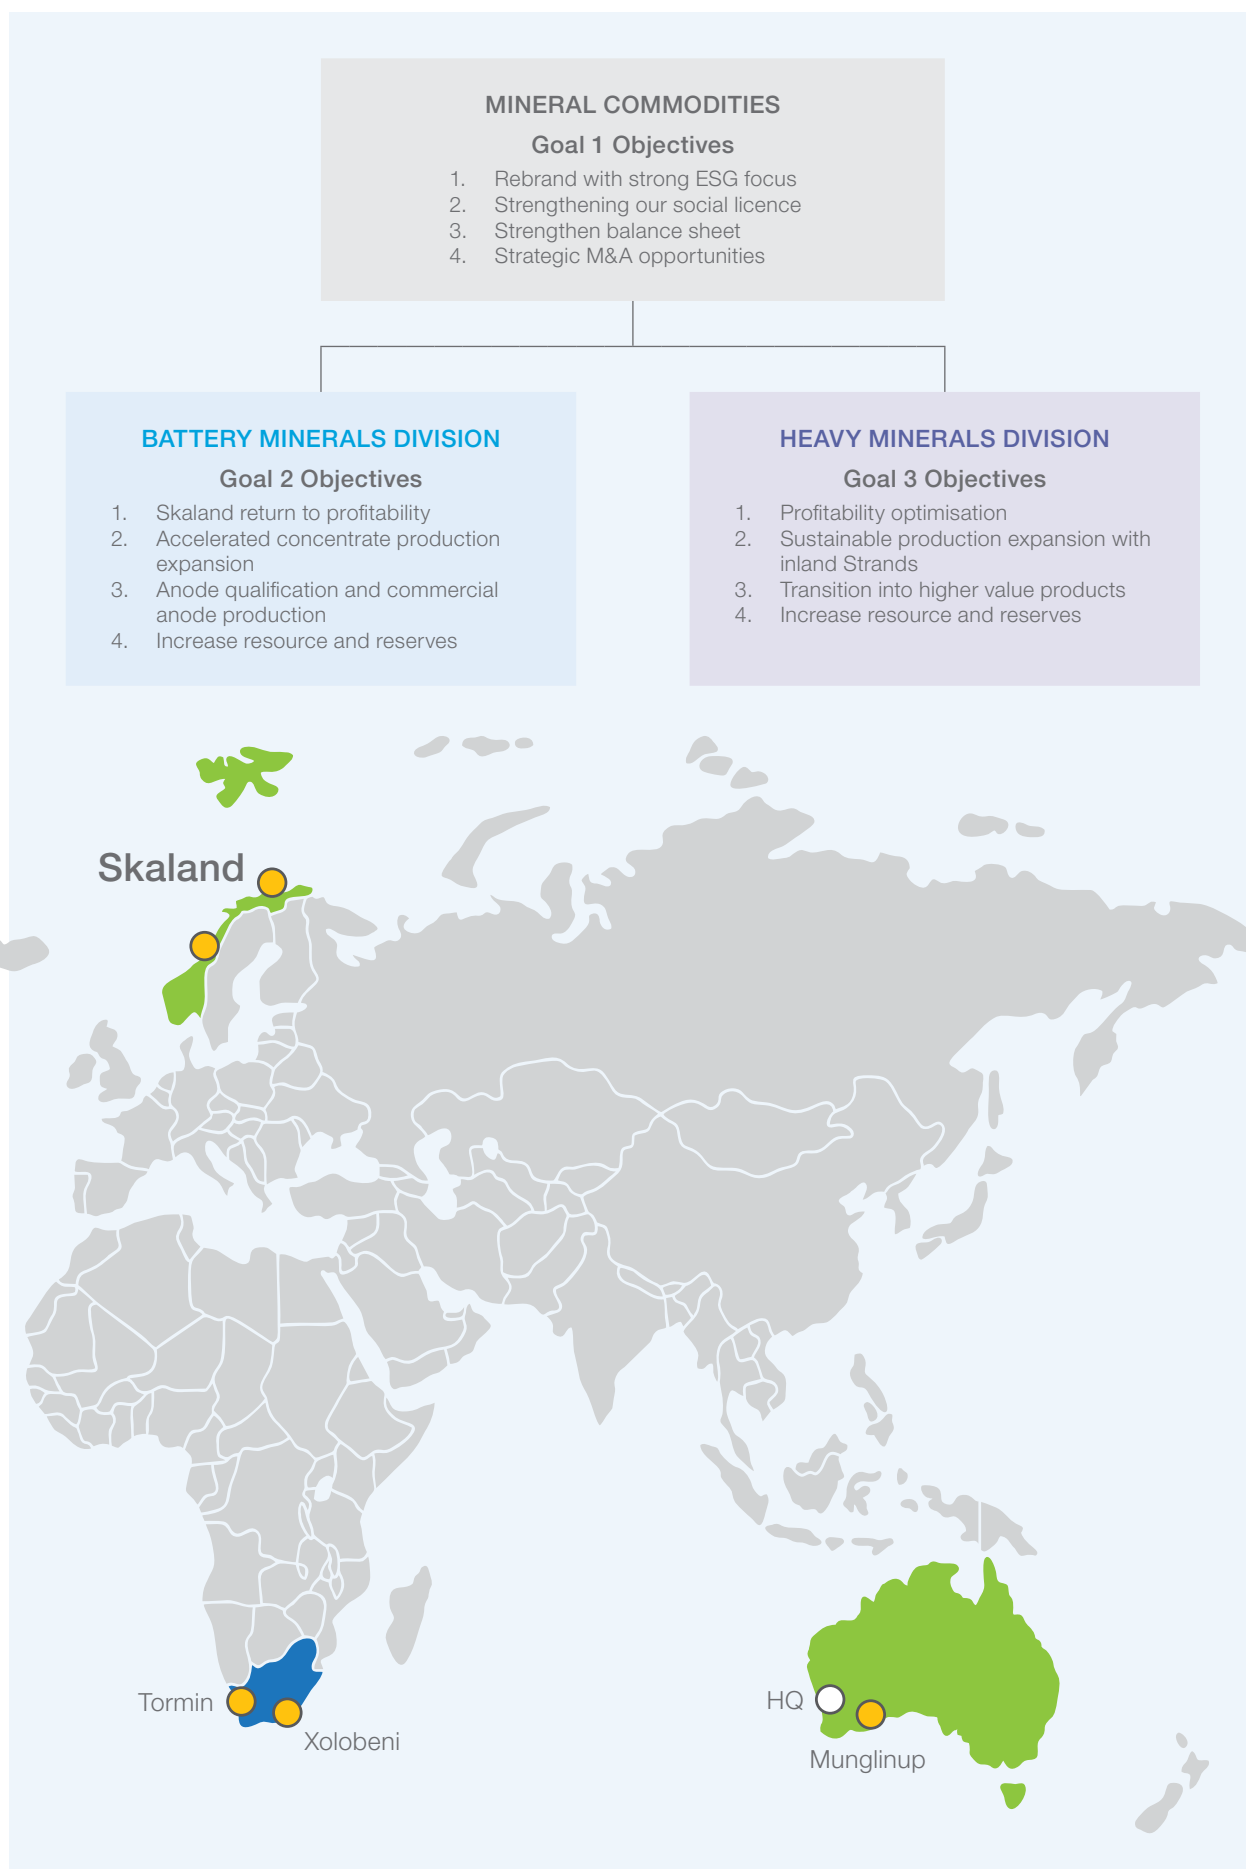 MINERAL COMMODITIES
Goal 1 Objectives
1. Rebrand with strong ESG focus
2. Strengthening our social licence
3. Strengthen balance sheet
4. Strategic M&A opportunities
BATTERY MINERALS DIVISION
Goal 2 Objectives
1. Skaland return to profitability
2. Accelerated concentrate production
expansion
3. Anode qualification and commercial
anode production
4. Increase resource and reserves
HEAVY MINERALS DIVISION
Goal 3 Objectives
1. Profitability optimisation
2. Sustainable production expansion with
inland Strands
3. Transition into higher value products
4. Increase resource and reserves
Skaland
Tormin
Xolobeni
HQ
Munglinup